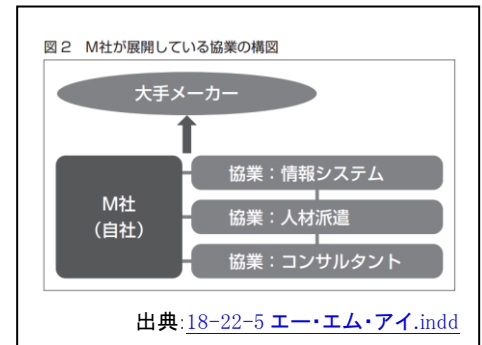 図2 M社が展開している協業の構図
大手メーカー
M社
(自社)
協業:情報システム
協業:人材派遣
協業:コンサルタント
出典:18-22-5 エー・エム・アイ.indd